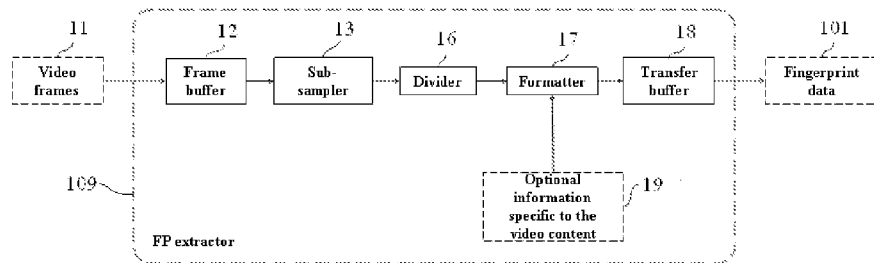 11
12
13
16
17
18
101
Video
frames
Frame
buffer
Sub-
sampler
Divider
Formatter
Transfer
buffer
Fingerprint
data
109
Optional
information
specific to the
video content
19
FP extractor